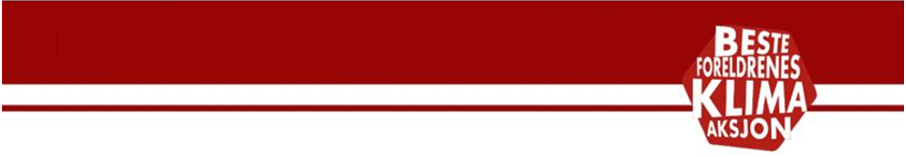 BESTE
FORELDRENES
KLIMA
AKSJON